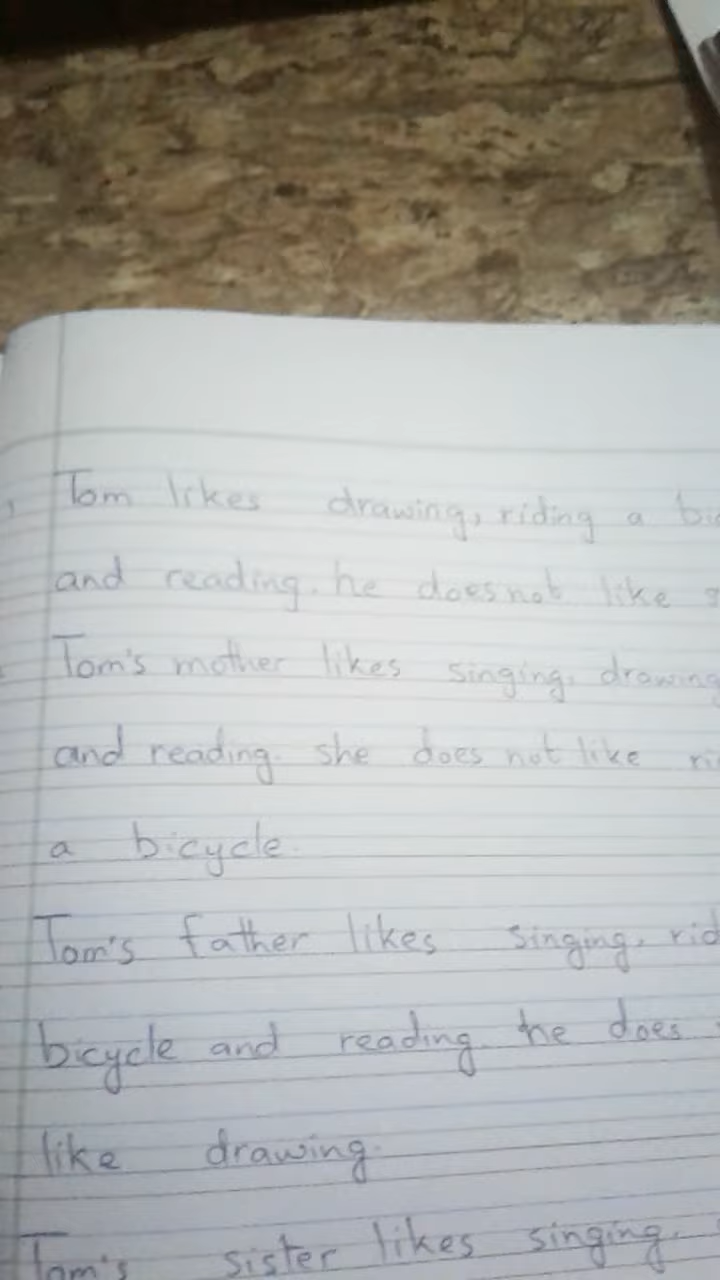 Tom likes drawing, riding a
and reading. he does not like
Tom's mother likes singing, drawing
and reading. she does not like
a bicycle.
Tom's father likes singing, rid
bicycle and reading. he does
like drawing.
Tom's sister likes singing.